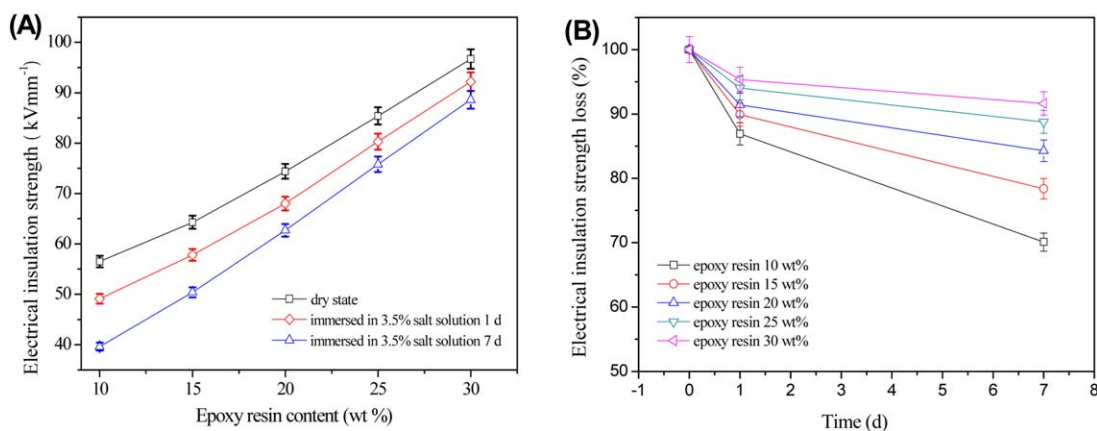 (A)
Electrical insulation strength ( kVmm⁻¹)
100
90
80
70
60
50
40
10
15
20
25
30
Epoxy resin content (wt %)
dry state
immersed in 3.5% salt solution 1 d
immersed in 3.5% salt solution 7 d
(B)
Electrical insulation strength loss (%)
100
90
80
70
60
50
-1
0
1
2
3
4
5
6
7
8
Time (d)
epoxy resin 10 wt%
epoxy resin 15 wt%
epoxy resin 20 wt%
epoxy resin 25 wt%
epoxy resin 30 wt%